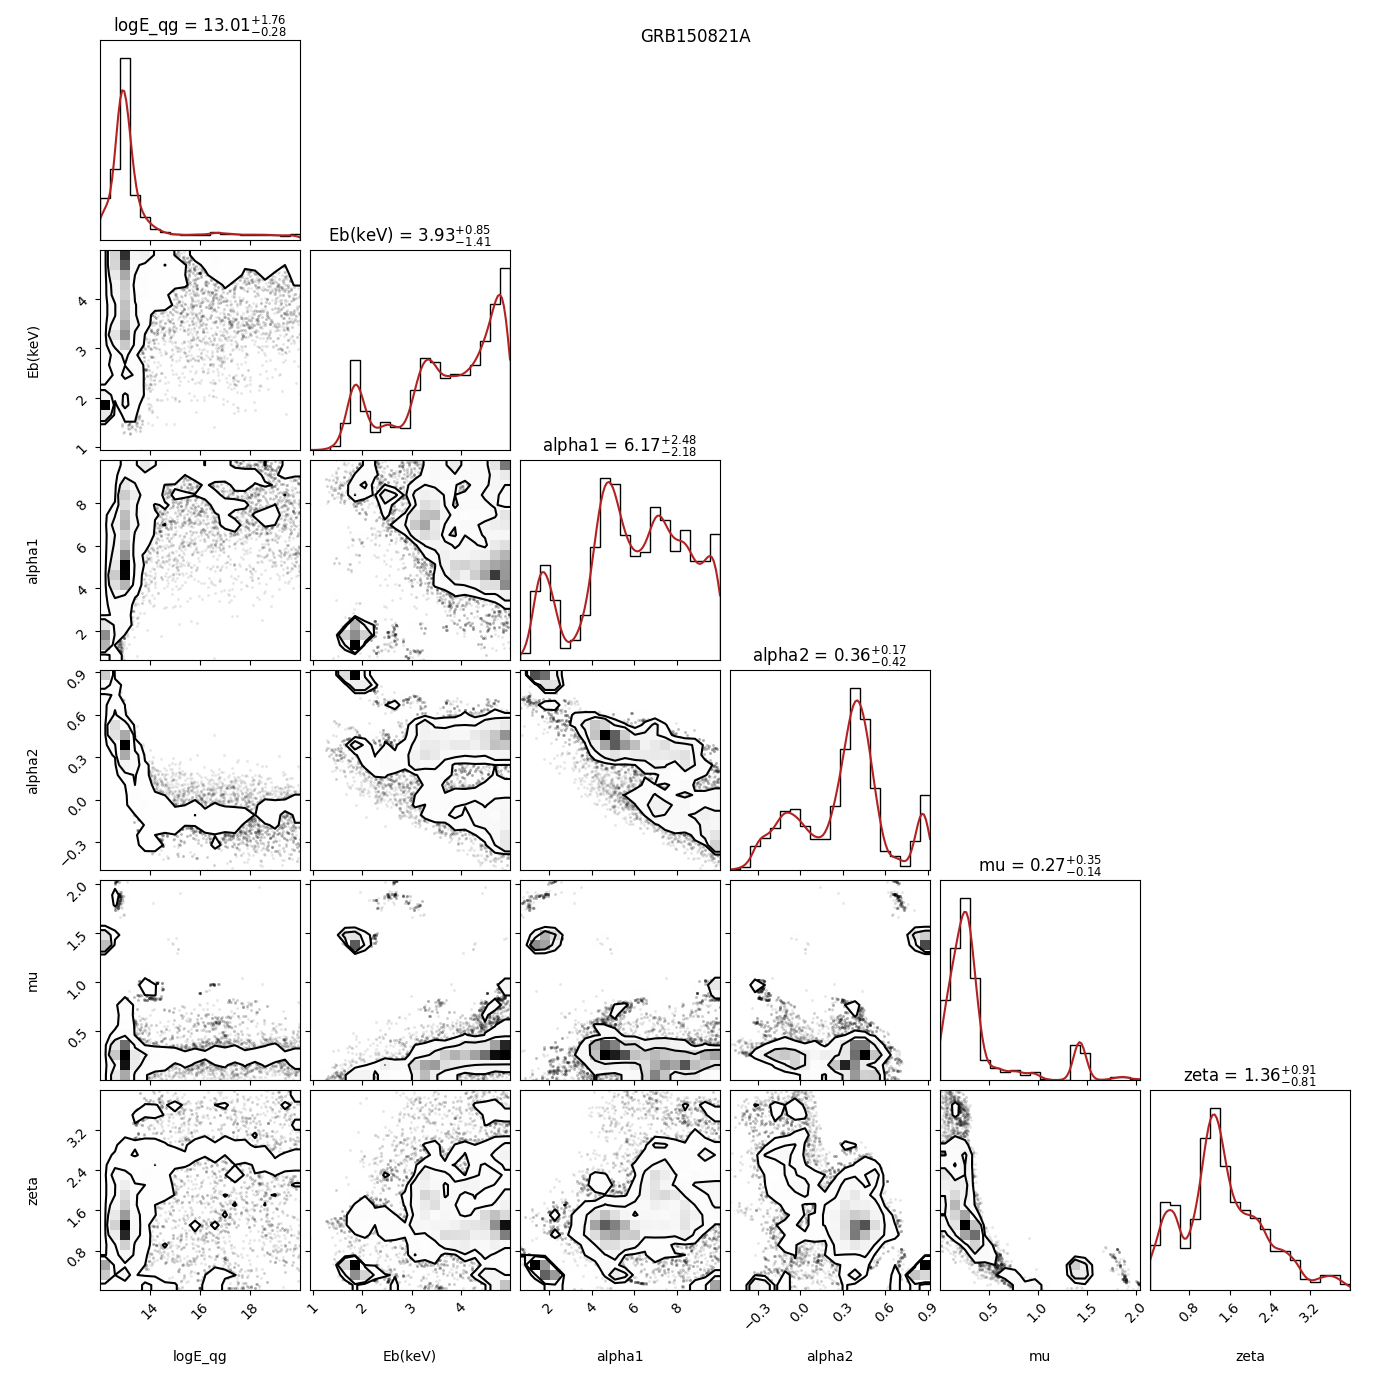 logE_qg = 13.01+1.76−0.28
GRB150821A
Eb(keV) = 3.93+0.85−1.41
4
3
2
1
Eb(keV)
alpha1 = 6.17+2.48−2.18
8
6
4
2
alpha1
alpha2 = 0.36+0.17−0.42
0.9
0.6
0.3
0.0
−0.3
alpha2
mu = 0.27+0.35−0.14
2.0
1.5
1.0
0.5
mu
zeta = 1.36+0.91−0.81
3.2
2.4
1.6
0.8
zeta
14 16 18 1 2 3 4 2 4 6 8 −0.3 0.0 0.3 0.6 0.9 0.5 1.0 1.5 2.0 0.8 1.6 2.4 3.2
logE_qg Eb(keV) alpha1 alpha2 mu zeta